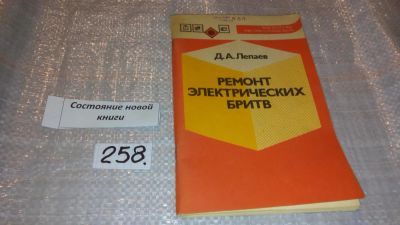 Состояние новой
книги
258.
Д.А.Лепаев
РЕМОНТ
ЭЛЕКТРИЧЕСКИХ
БРИТВ